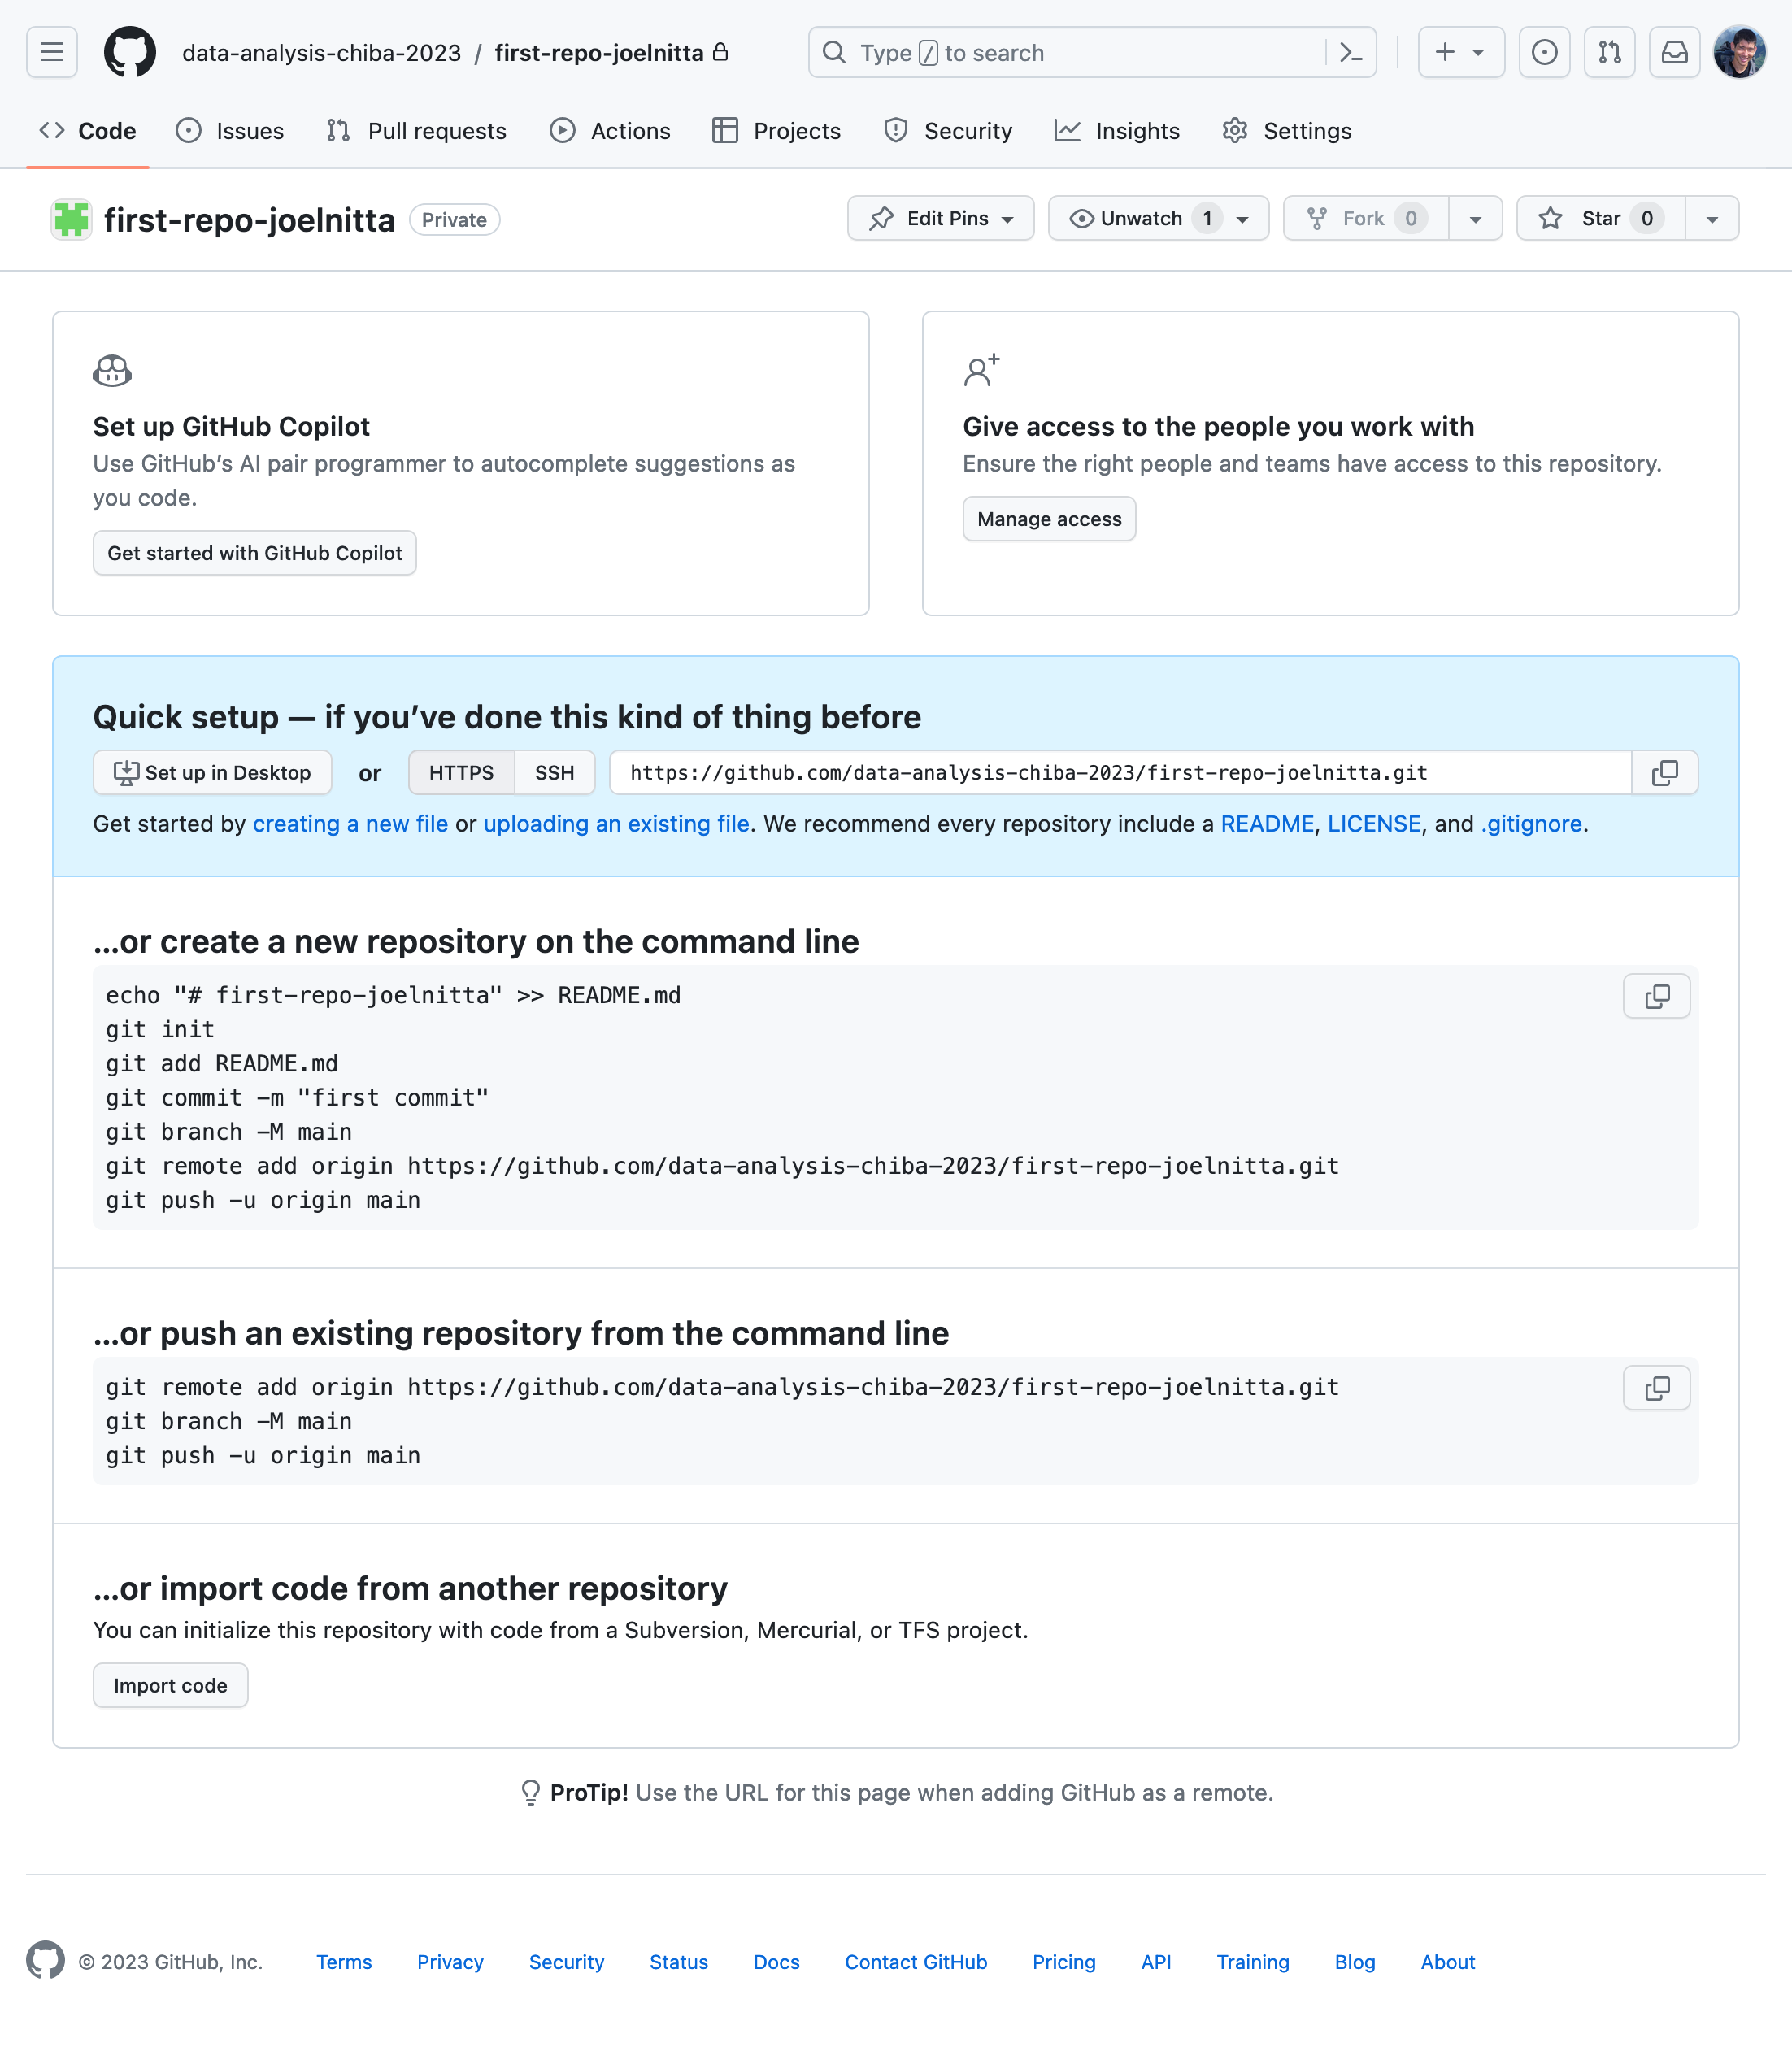 data-analysis-chiba-2023 / first-repo-joelnitta
Type / to search
Code Issues Pull requests Actions Projects Security Insights Settings
first-repo-joelnitta Private Edit Pins Unwatch 1 Fork 0 Star 0
Set up GitHub Copilot
Use GitHub’s AI pair programmer to autocomplete suggestions as
you code.
Get started with GitHub Copilot
Give access to the people you work with
Ensure the right people and teams have access to this repository.
Manage access
Quick setup — if you’ve done this kind of thing before
Set up in Desktop or HTTPS SSH https://github.com/data-analysis-chiba-2023/first-repo-joelnitta.git
Get started by creating a new file or uploading an existing file. We recommend every repository include a README, LICENSE, and .gitignore.
…or create a new repository on the command line
echo "# first-repo-joelnitta" >> README.md
git init
git add README.md
git commit -m "first commit"
git branch -M main
git remote add origin https://github.com/data-analysis-chiba-2023/first-repo-joelnitta.git
git push -u origin main
…or push an existing repository from the command line
git remote add origin https://github.com/data-analysis-chiba-2023/first-repo-joelnitta.git
git branch -M main
git push -u origin main
…or import code from another repository
You can initialize this repository with code from a Subversion, Mercurial, or TFS project.
Import code
ProTip! Use the URL for this page when adding GitHub as a remote.
© 2023 GitHub, Inc. Terms Privacy Security Status Docs Contact GitHub Pricing API Training Blog About